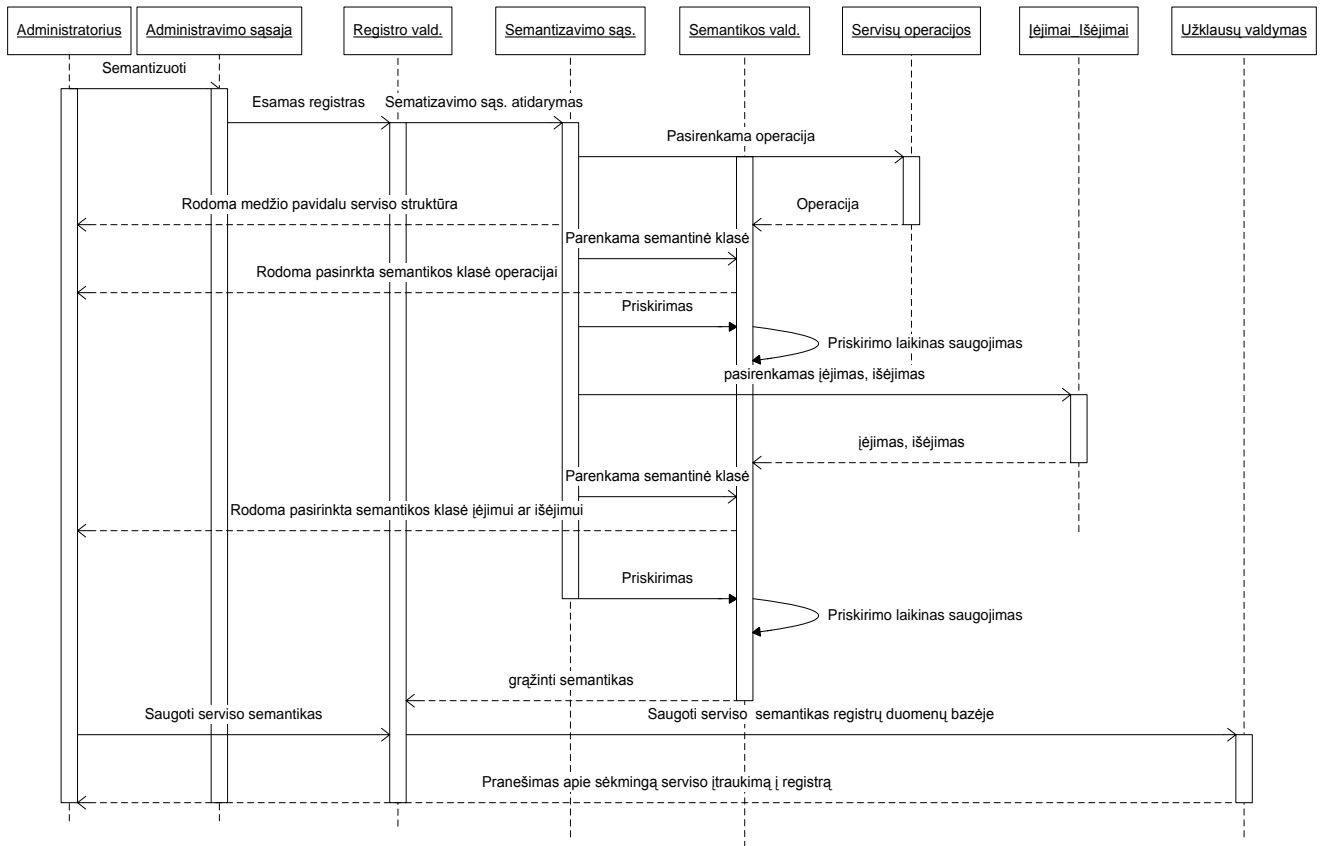 Administratorius
Administravimo sąsaja
Registro vald.
Semantizavimo sąs.
Semantikos vald.
Servisų operacijos
Įėjimai_Išėjimai
Užklausų valdymas
Semantizuoti
Esamas registras
Sematizavimo sąs. atidarymas
Pasirenkama operacija
Rodoma medžio pavidalu serviso struktūra
Operacija
Parenkama semantinė klasė
Rodoma pasinrkta semantikos klasė operacijai
Priskirimas
Priskirimo laikinas saugojimas
pasirenkamas įėjimas, išėjimas
įėjimas, išėjimas
Parenkama semantinė klasė
Rodoma pasirinkta semantikos klasė įėjimui ar išėjimui
Priskirimas
Priskirimo laikinas saugojimas
grąžinti semantikas
Saugoti serviso semantikas
Saugoti serviso semantikas registrų duomenų bazėje
Pranešimas apie sėkmingą serviso įtraukimą į registrą